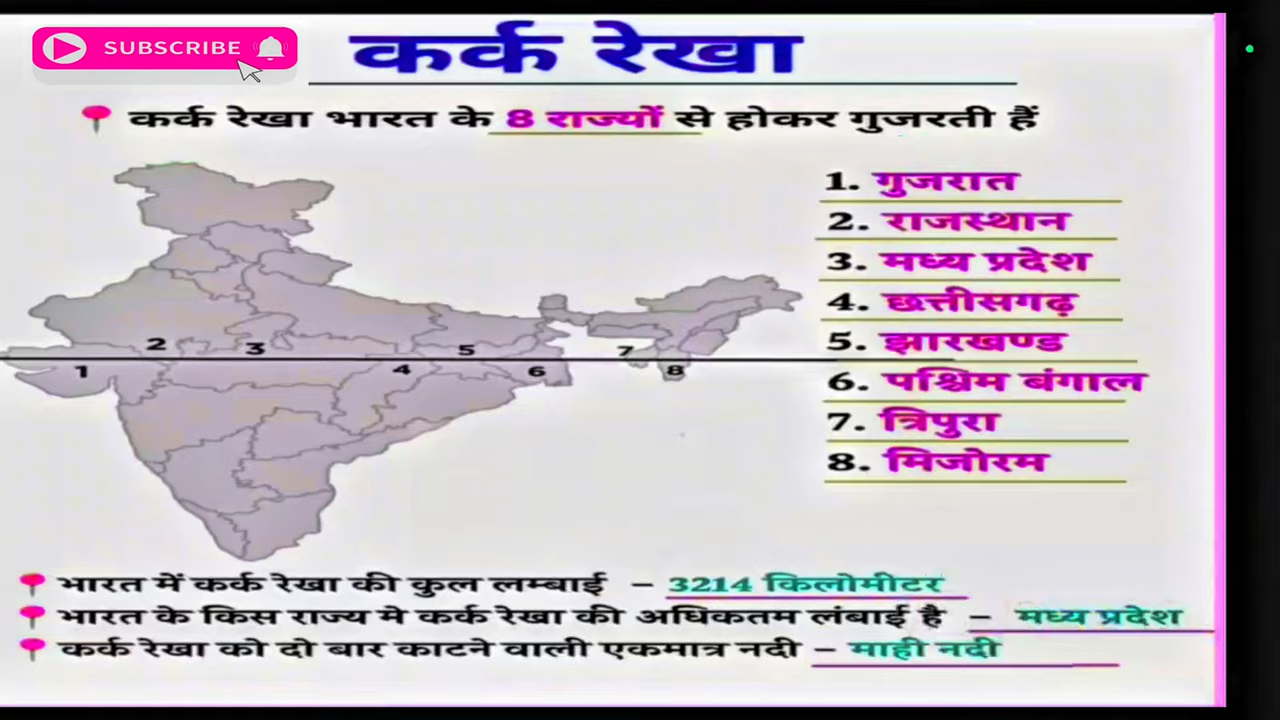 SUBSCRIBE
कर्क रेखा
कर्क रेखा भारत के 8 राज्यों से होकर गुजरती हैं
1. गुजरात
2. राजस्थान
3. मध्य प्रदेश
4. छत्तीसगढ़
5. झारखण्ड
6. पश्चिम बंगाल
7. त्रिपुरा
8. मिजोरम
2
3
5
7
1
4
6
8
भारत में कर्क रेखा की कुल लम्बाई – 3214 किलोमीटर
भारत के किस राज्य मे कर्क रेखा की अधिकतम लंबाई है – मध्य प्रदेश
कर्क रेखा को दो बार काटने वाली एकमात्र नदी – माही नदी